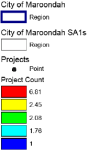 City of Maroondah
Region
City of Maroondah SA1s
Region
Projects
Point
Project Count
6.61
2.45
2.08
1.76
1